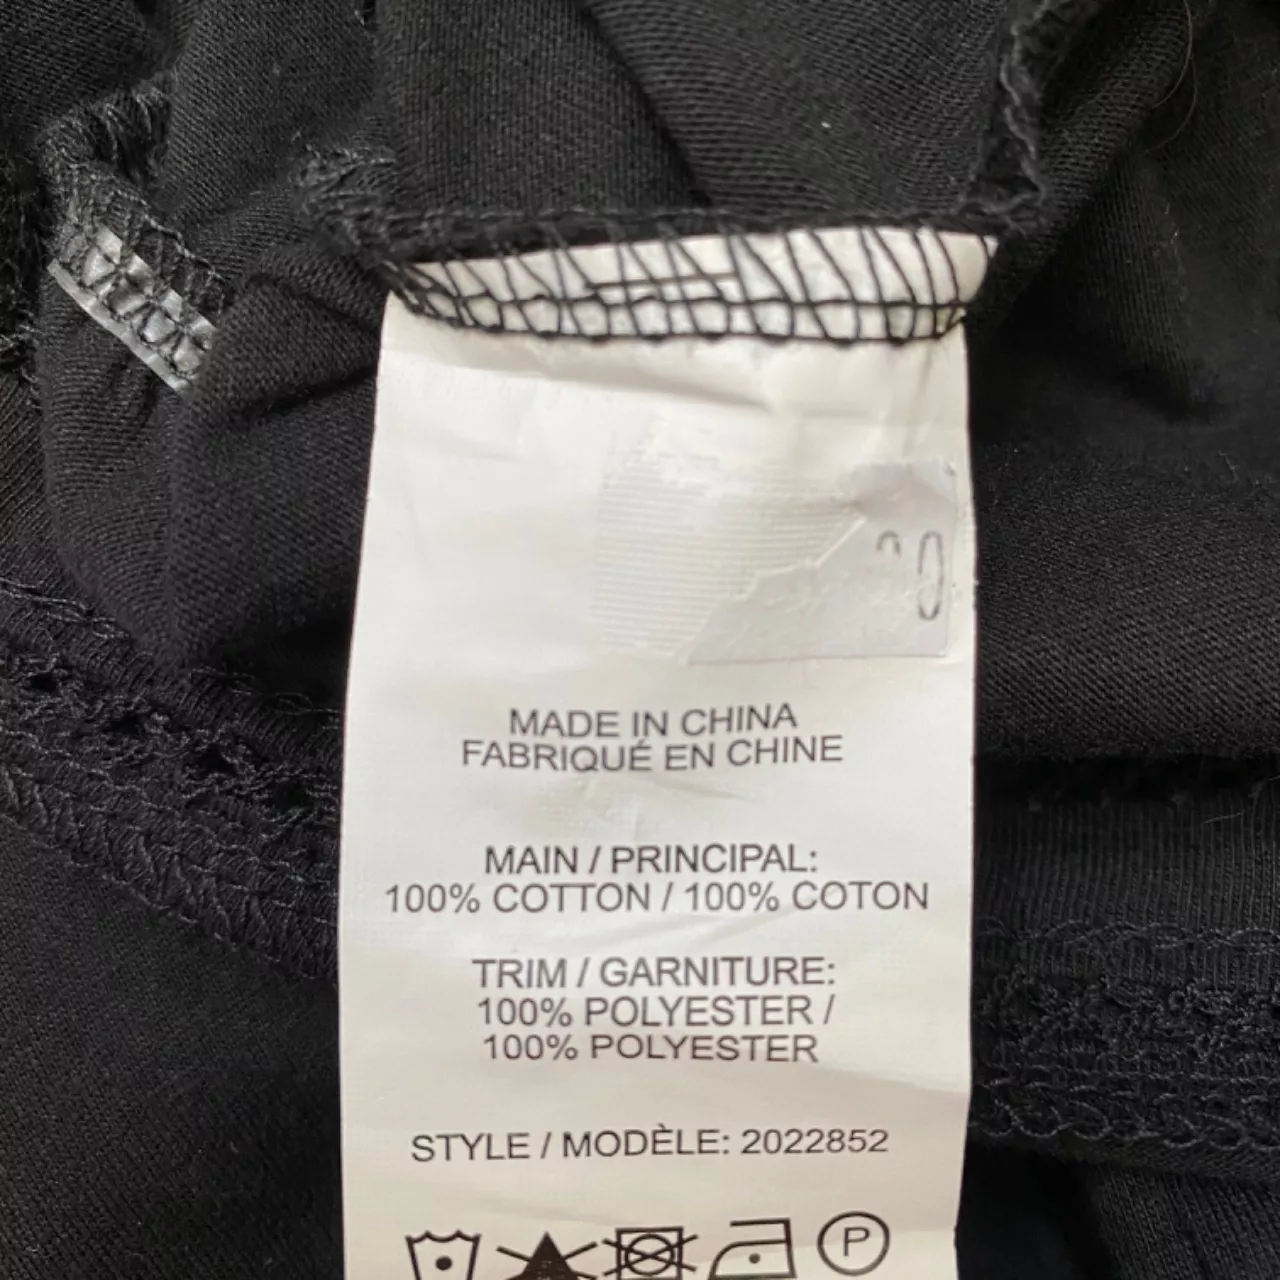 MADE IN CHINA
FABRIQUÉ EN CHINE
MAIN / PRINCIPAL:
100% COTTON / 100% COTON
TRIM / GARNITURE:
100% POLYESTER /
100% POLYESTER
STYLE / MODÈLE: 2022852
P